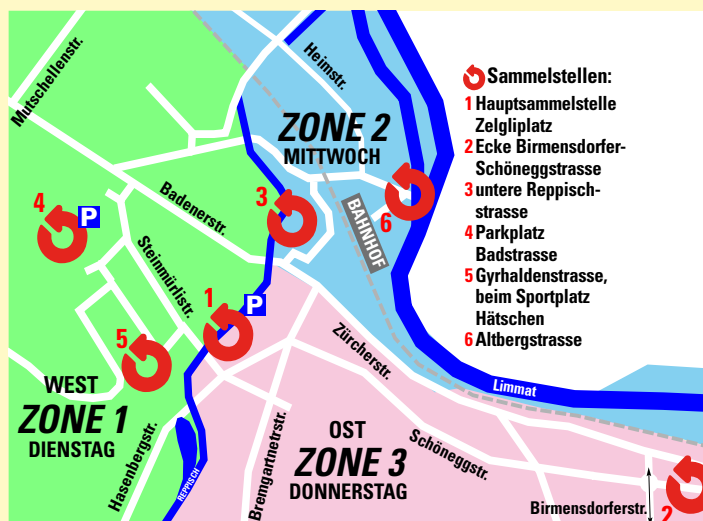 Sammelstellen:
1 Hauptsammelstelle
Zelgliplatz
2 Ecke Birmensdorfer-
Schöneggstrasse
3 untere Reppisch-
strasse
4 Parkplatz
Badstrasse
5 Gyrhaldenstrasse,
beim Sportplatz
Hätschen
6 Altbergstrasse
Mutschellenstr.
Heimstr.
ZONE 2
MITTWOCH
Badenerstr.
3
4
P
6
BAHNHOF
Steinmürlistr.
1
P
5
Zürcherstr.
Limmat
WEST
ZONE 1
DIENSTAG
Hasenbergstr.
REPPISCH
Bremgartnetrstr.
OST
ZONE 3
DONNERSTAG
Schöneggstr.
Birmensdorferstr.
2